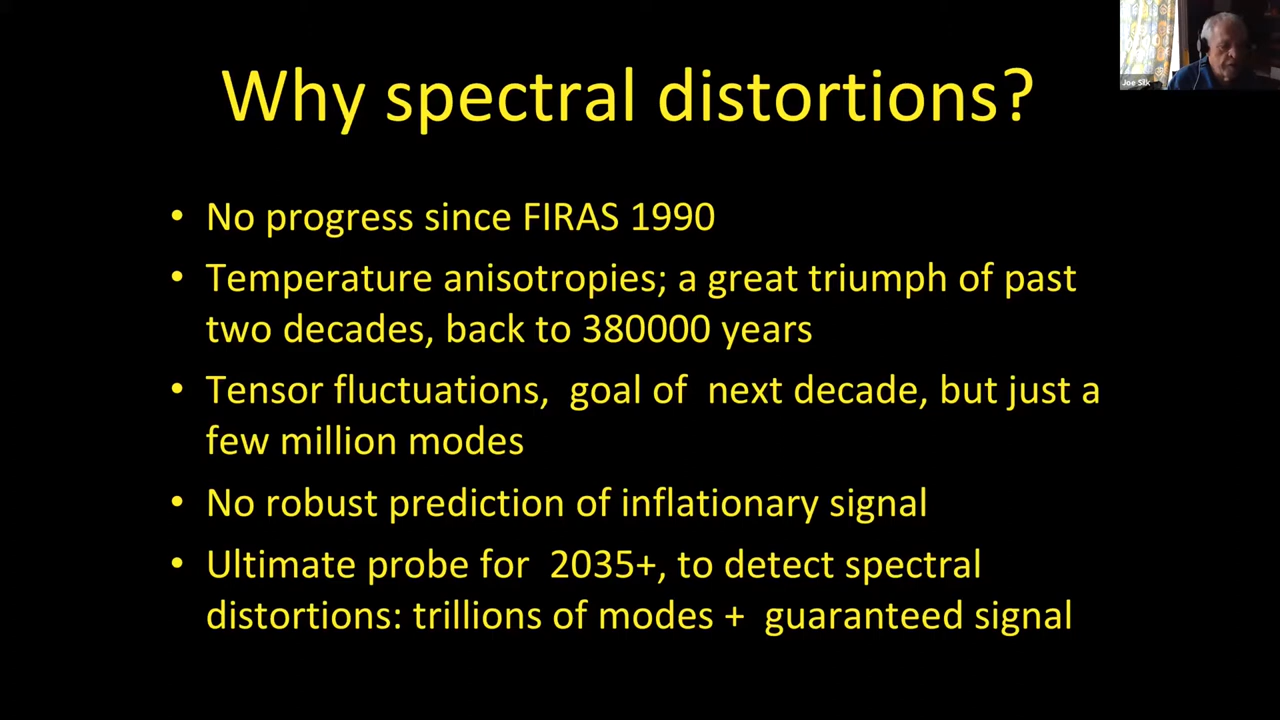 Why spectral distortions?
Joe Silk
• No progress since FIRAS 1990
• Temperature anisotropies; a great triumph of past
two decades, back to 380000 years
• Tensor fluctuations, goal of next decade, but just a
few million modes
• No robust prediction of inflationary signal
• Ultimate probe for 2035+, to detect spectral
distortions: trillions of modes + guaranteed signal